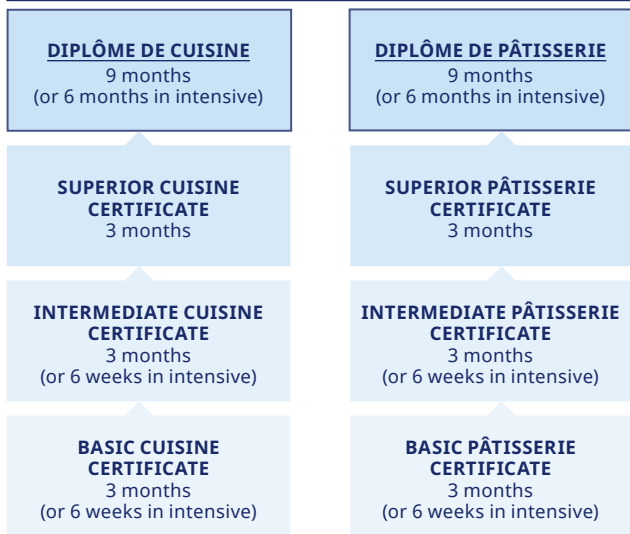 DIPLÔME DE CUISINE
9 months
(or 6 months in intensive)
SUPERIOR CUISINE
CERTIFICATE
3 months
INTERMEDIATE CUISINE
CERTIFICATE
3 months
(or 6 weeks in intensive)
BASIC CUISINE
CERTIFICATE
3 months
(or 6 weeks in intensive)
DIPLÔME DE PÂTISSERIE
9 months
(or 6 months in intensive)
SUPERIOR PÂTISSERIE
CERTIFICATE
3 months
INTERMEDIATE PÂTISSERIE
CERTIFICATE
3 months
(or 6 weeks in intensive)
BASIC PÂTISSERIE
CERTIFICATE
3 months
(or 6 weeks in intensive)